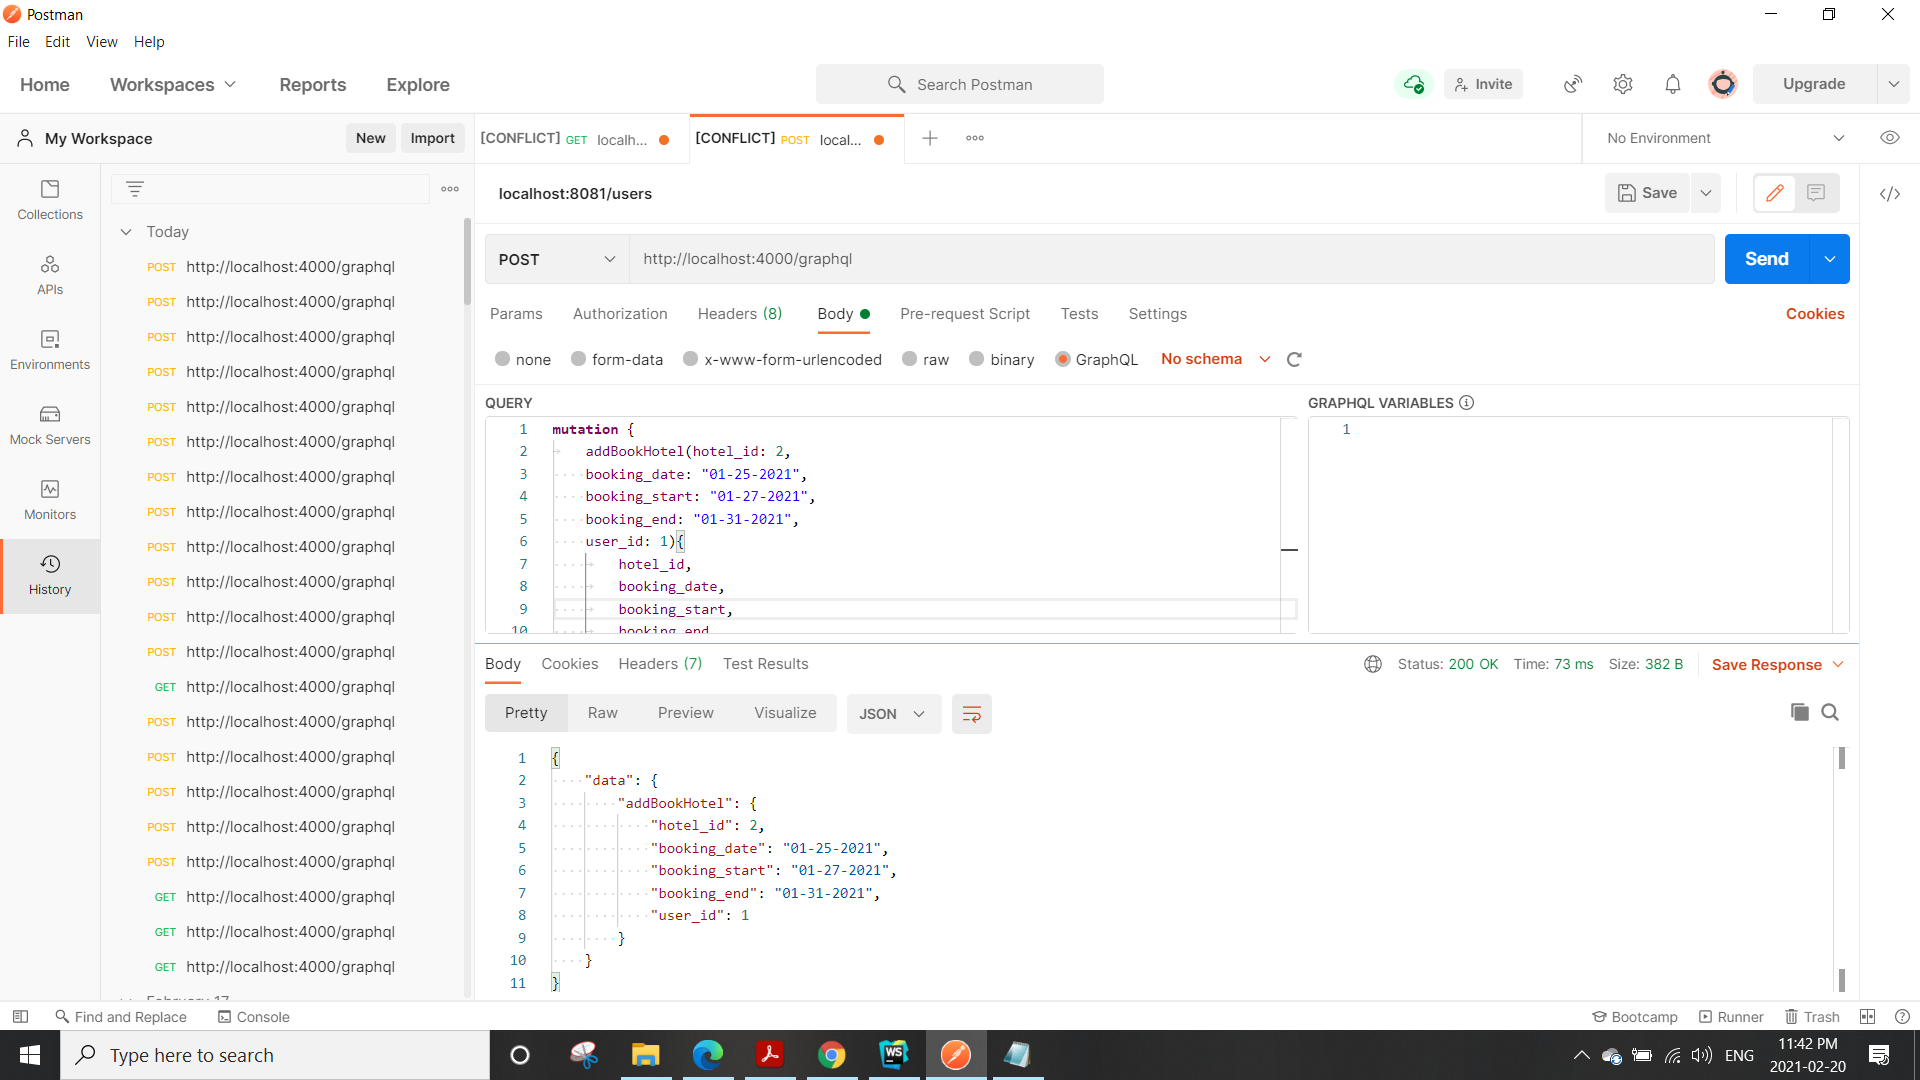 Postman
File Edit View Help
Home Workspaces Reports Explore Search Postman Invite Upgrade
My Workspace New Import [CONFLICT] GET localh... [CONFLICT] POST local... No Environment
localhost:8081/users Save
POST http://localhost:4000/graphql Send
Params Authorization Headers (8) Body Pre-request Script Tests Settings Cookies
none form-data x-www-form-urlencoded raw binary GraphQL No schema
QUERY GRAPHQL VARIABLES
1 mutation {
2 addBookHotel(hotel_id: 2,
3 booking_date: "01-25-2021",
4 booking_start: "01-27-2021",
5 booking_end: "01-31-2021",
6 user_id: 1){
7 hotel_id,
8 booking_date,
9 booking_start,
10 booking_end
1
Body Cookies Headers (7) Test Results Status: 200 OK Time: 73 ms Size: 382 B Save Response
Pretty Raw Preview Visualize JSON
1 {
2 "data": {
3 "addBookHotel": {
4 "hotel_id": 2,
5 "booking_date": "01-25-2021",
6 "booking_start": "01-27-2021",
7 "booking_end": "01-31-2021",
8 "user_id": 1
9 }
10 }
11 }
Collections
APIs
Environments
Mock Servers
Monitors
History
Today
POST http://localhost:4000/graphql
POST http://localhost:4000/graphql
POST http://localhost:4000/graphql
POST http://localhost:4000/graphql
POST http://localhost:4000/graphql
POST http://localhost:4000/graphql
POST http://localhost:4000/graphql
POST http://localhost:4000/graphql
POST http://localhost:4000/graphql
POST http://localhost:4000/graphql
POST http://localhost:4000/graphql
POST http://localhost:4000/graphql
GET http://localhost:4000/graphql
POST http://localhost:4000/graphql
POST http://localhost:4000/graphql
POST http://localhost:4000/graphql
POST http://localhost:4000/graphql
POST http://localhost:4000/graphql
GET http://localhost:4000/graphql
GET http://localhost:4000/graphql
GET http://localhost:4000/graphql
February 17
Find and Replace Console Bootcamp Runner Trash
Type here to search WS ENG 11:42 PM
2021-02-20